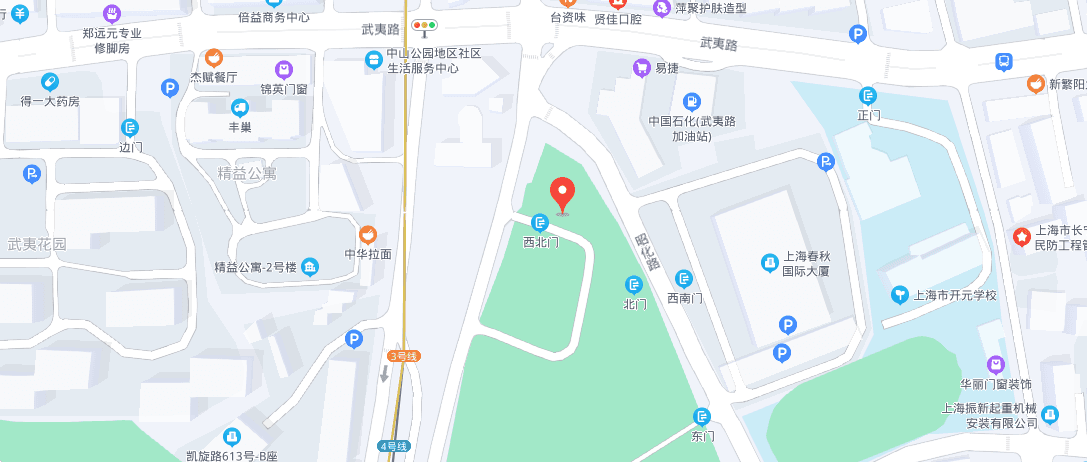 郑远元专业
修脚房
倍益商务中心
台资味
贤佳口腔
萍聚护肤造型
武夷路
武夷路
中山公园地区社区
生活服务中心
杰赋餐厅
锦英门窗
易捷
新繁阳
得一大药房
丰巢
中国石化(武夷路
加油站)
正门
边门
精益公寓
武夷花园
西北门
昭化路
上海市长宁
民防工程管
中华拉面
精益公寓-2号楼
上海春秋
国际大厦
北门
西南门
上海市开元学校
3号线
华丽门窗装饰
上海振新起重机械
安装有限公司
东门
4号线
凯旋路613号-B座